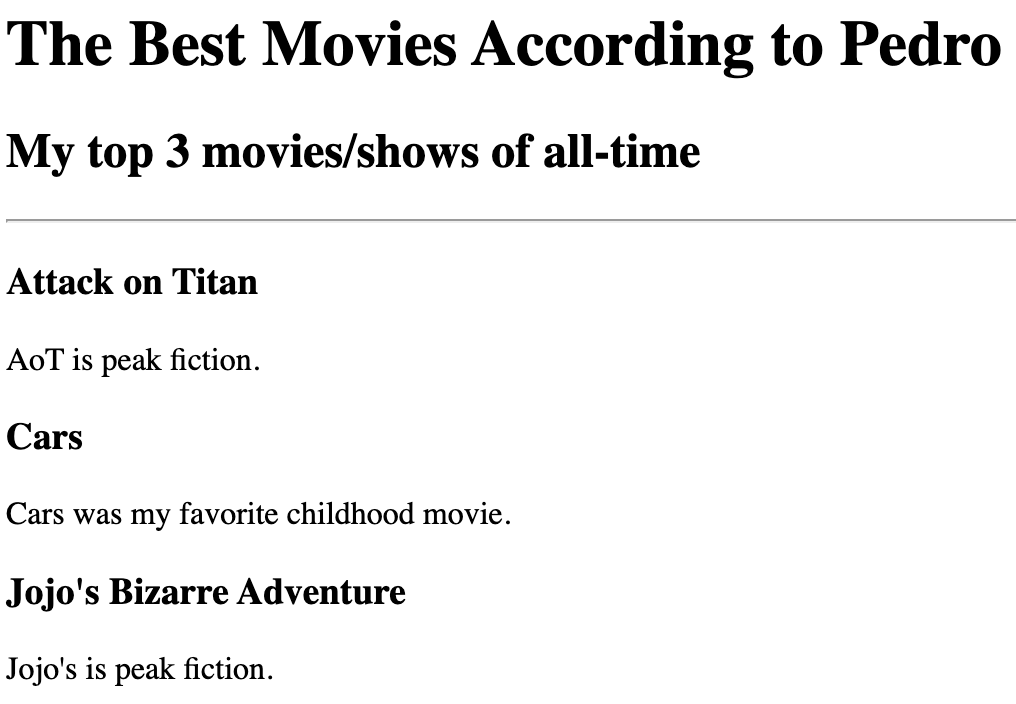 The Best Movies According to Pedro
My top 3 movies/shows of all-time
Attack on Titan
AoT is peak fiction.
Cars
Cars was my favorite childhood movie.
Jojo's Bizarre Adventure
Jojo's is peak fiction.